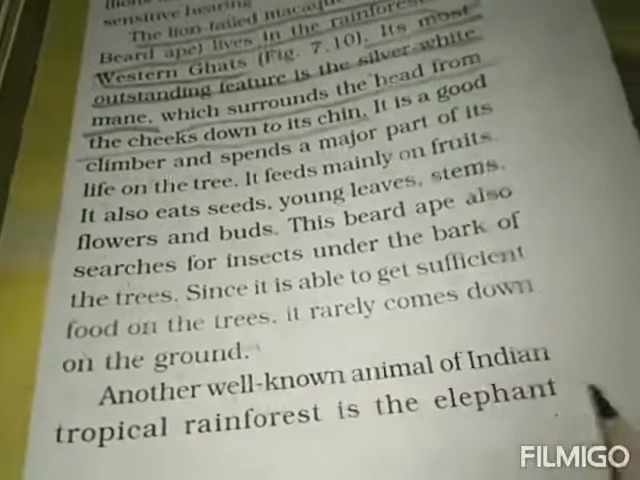 sensitive hearing
The lion-tailed macaque
Beard ape) lives in the rainforests
Western Ghats (Fig. 7.10). Its most
outstanding feature is the silver-white
mane, which surrounds the head from
the cheeks down to its chin. It is a good
climber and spends a major part of its
life on the tree. It feeds mainly on fruits.
It also eats seeds, young leaves, stems,
flowers and buds. This beard ape also
searches for insects under the bark of
the trees. Since it is able to get sufficient
food on the trees, it rarely comes down
on the ground.
Another well-known animal of Indian
tropical rainforest is the elephant
FILMIGO